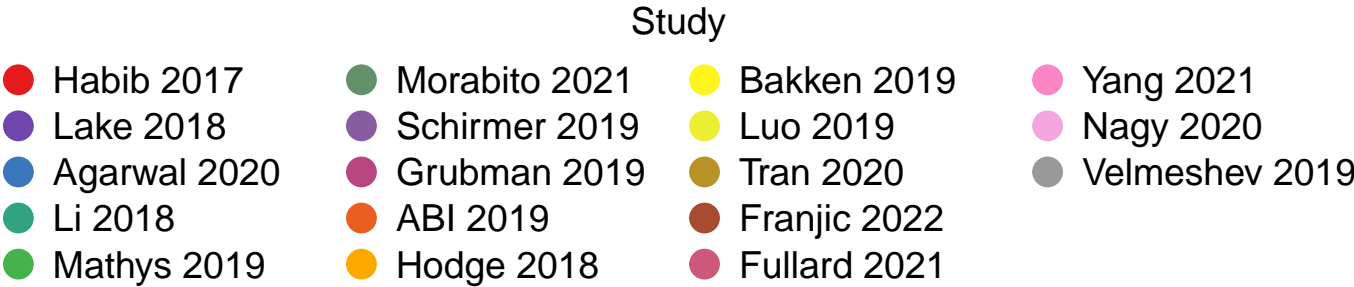 Study
Habib 2017
Lake 2018
Agarwal 2020
Li 2018
Mathys 2019
Morabito 2021
Schirmer 2019
Grubman 2019
ABI 2019
Hodge 2018
Bakken 2019
Luo 2019
Tran 2020
Franjic 2022
Fullard 2021
Yang 2021
Nagy 2020
Velmeshev 2019